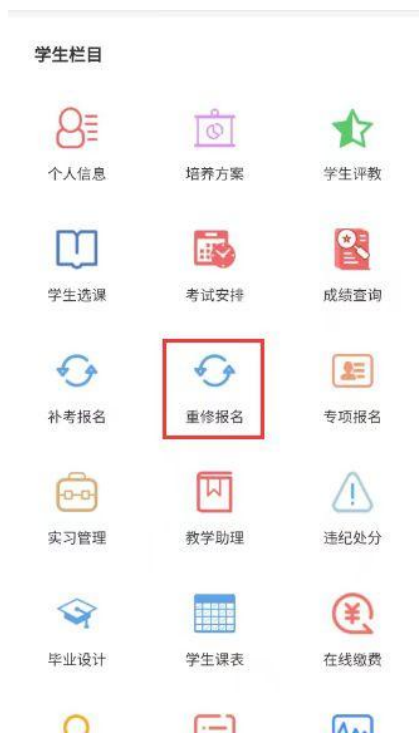 学生栏目
个人信息 培养方案 学生评教
学生选课 考试安排 成绩查询
补考报名 重修报名 专项报名
实习管理 教学助理 违纪处分
毕业设计 学生课表 在线缴费